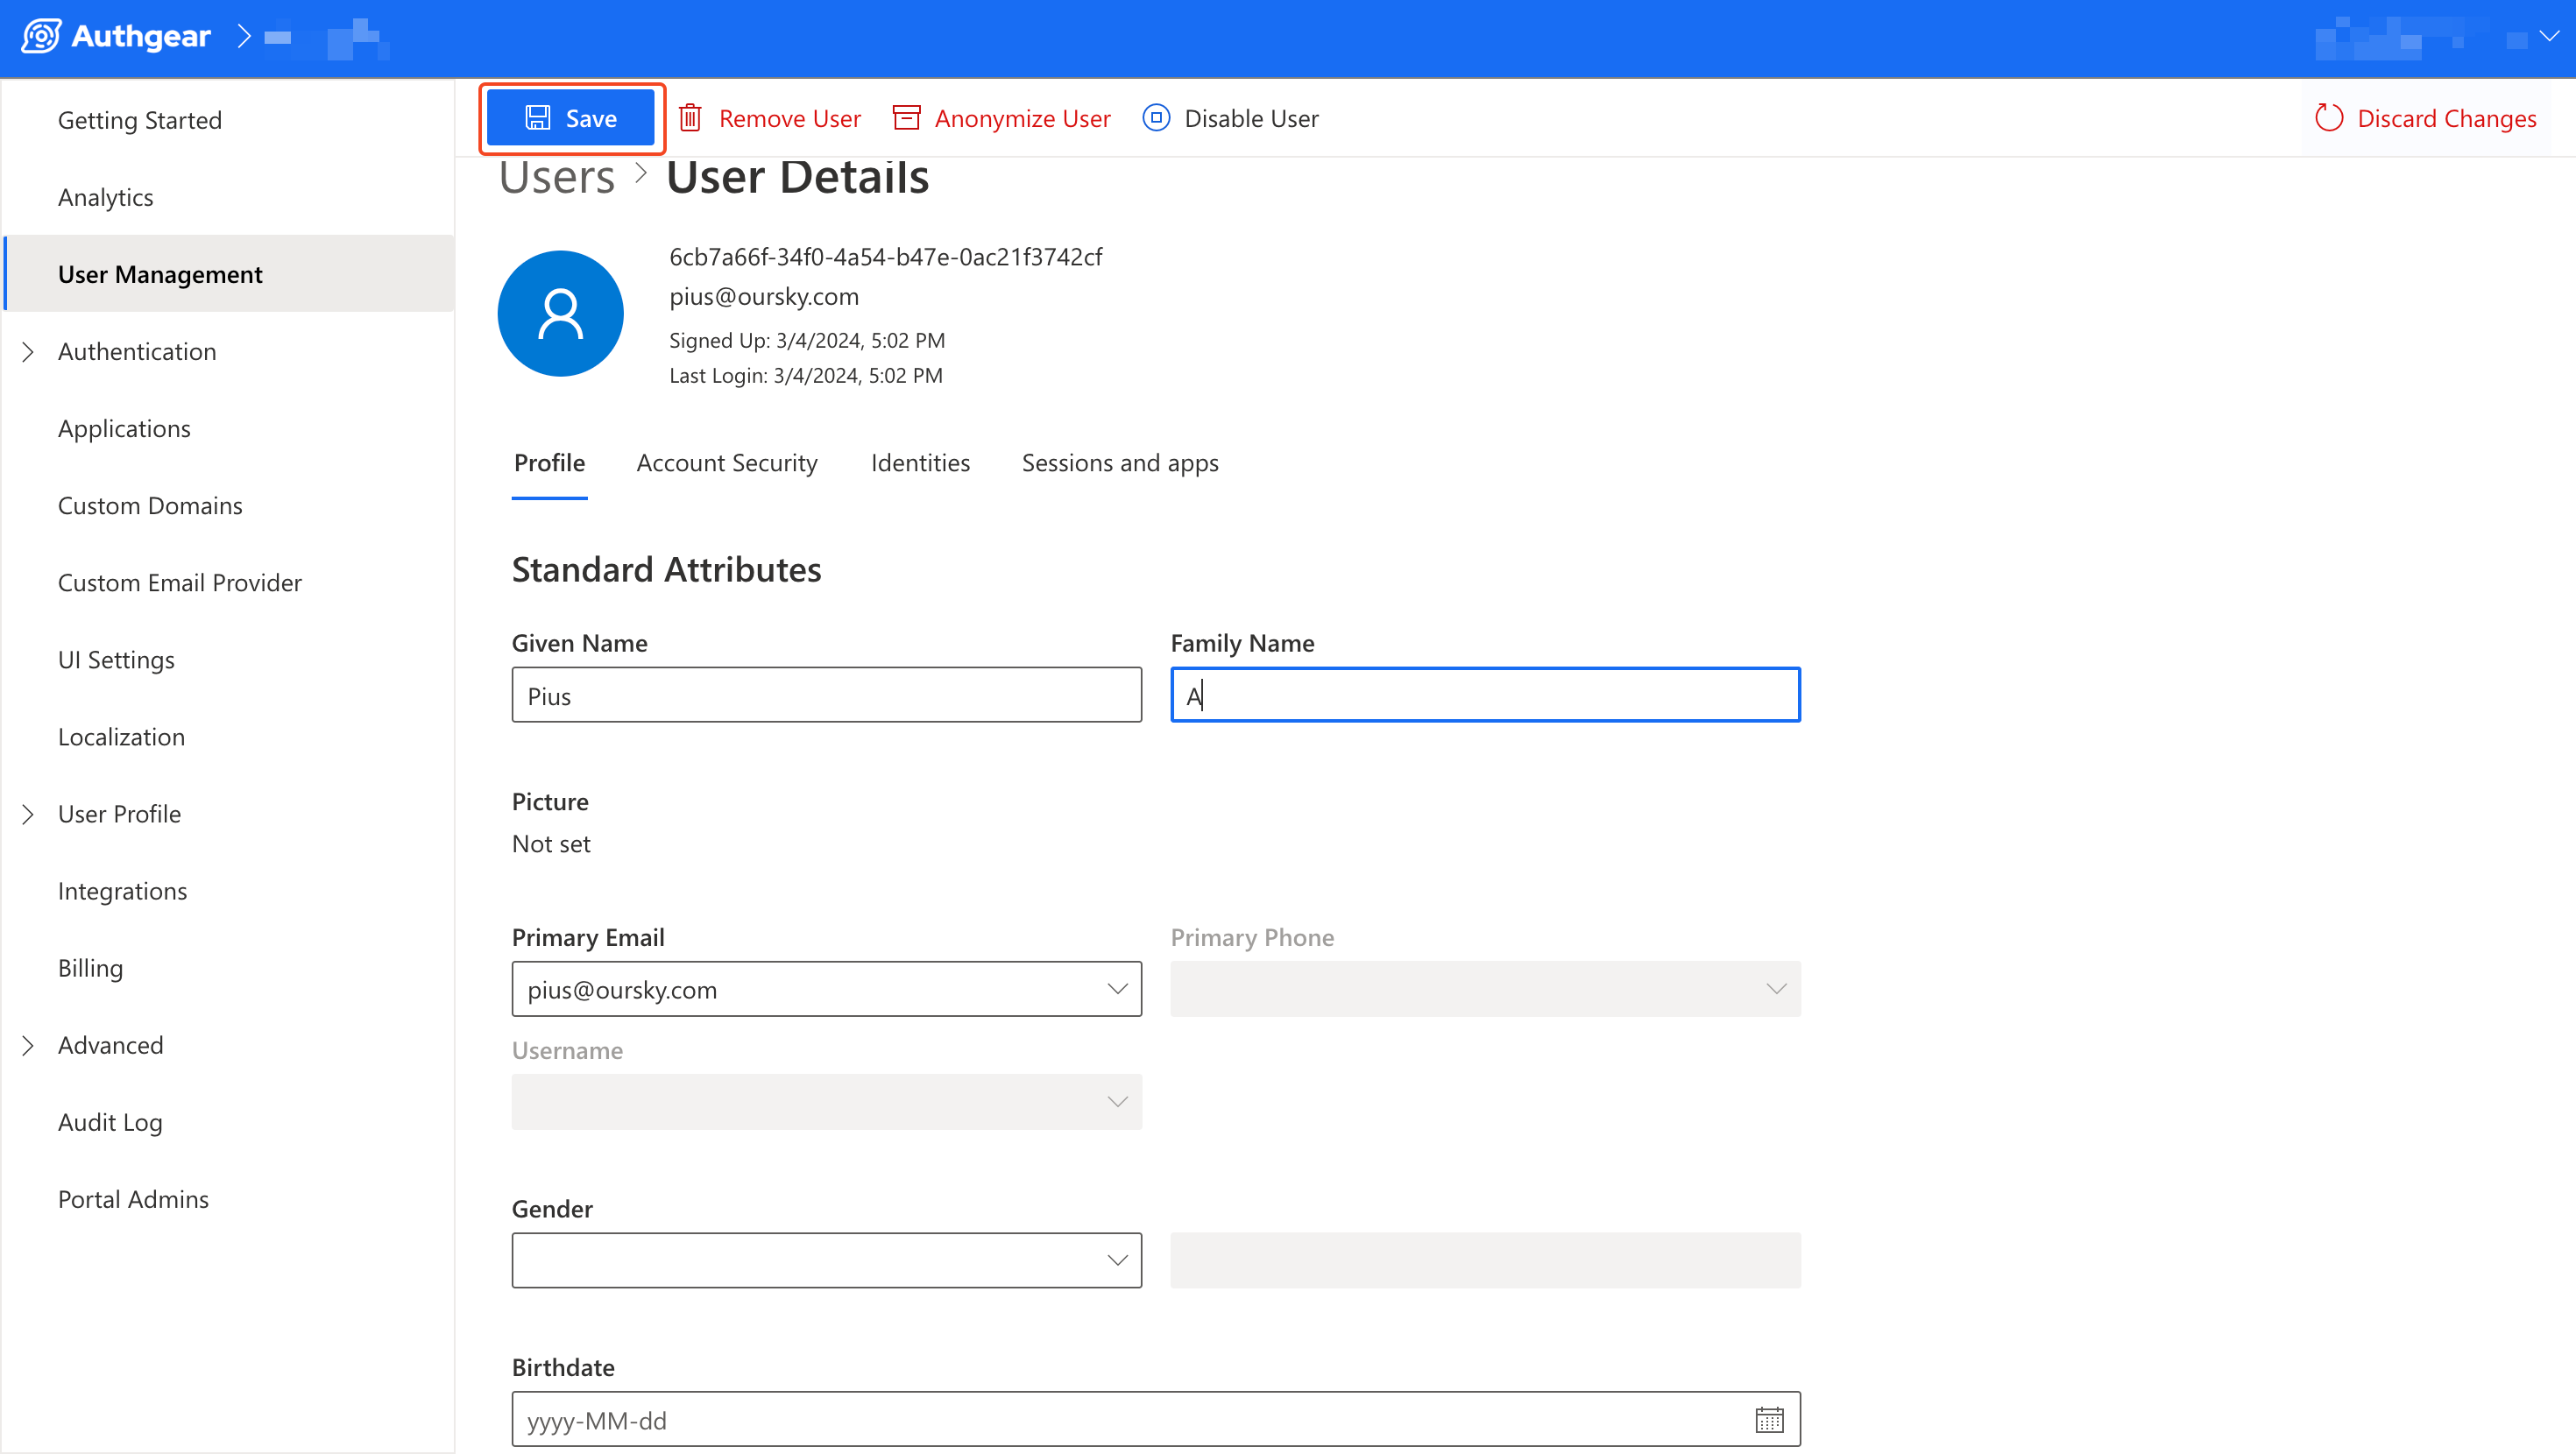 Authgear
Getting Started
Analytics
User Management
Authentication
Applications
Custom Domains
Custom Email Provider
UI Settings
Localization
User Profile
Integrations
Billing
Advanced
Audit Log
Portal Admins
Save Remove User Anonymize User Disable User Discard Changes
Users > User Details
6cb7a66f-34f0-4a54-b47e-0ac21f3742cf
pius@oursky.com
Signed Up: 3/4/2024, 5:02 PM
Last Login: 3/4/2024, 5:02 PM
Profile Account Security Identities Sessions and apps
Standard Attributes
Given Name Family Name
Pius A
Picture
Not set
Primary Email Primary Phone
pius@oursky.com
Username
Gender
Birthdate
yyyy-MM-dd